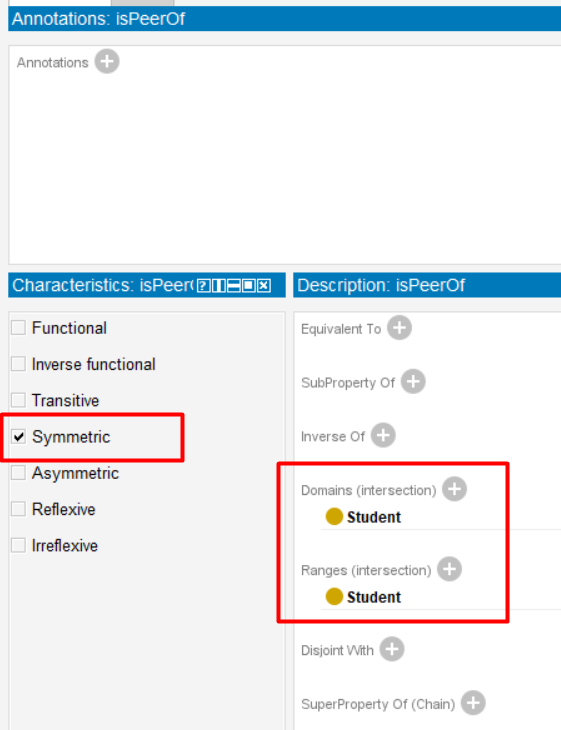 Annotations: isPeerOf
Annotations
Characteristics: isPeer
Description: isPeerOf
Functional
Inverse functional
Transitive
Symmetric
Asymmetric
Reflexive
Irreflexive
Equivalent To
SubProperty Of
Inverse Of
Domains (intersection)
Student
Ranges (intersection)
Student
Disjoint With
SuperProperty Of (Chain)